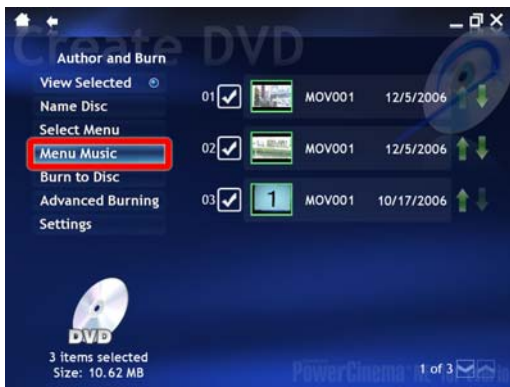 Create DVD
Author and Burn
View Selected
Name Disc
Select Menu
Menu Music
Burn to Disc
Advanced Burning
Settings
01 MOV001 12/5/2006
02 MOV001 12/5/2006
03 1 MOV001 10/17/2006
DVD
3 items selected
Size: 10.62 MB
PowerCinema
1 of 3